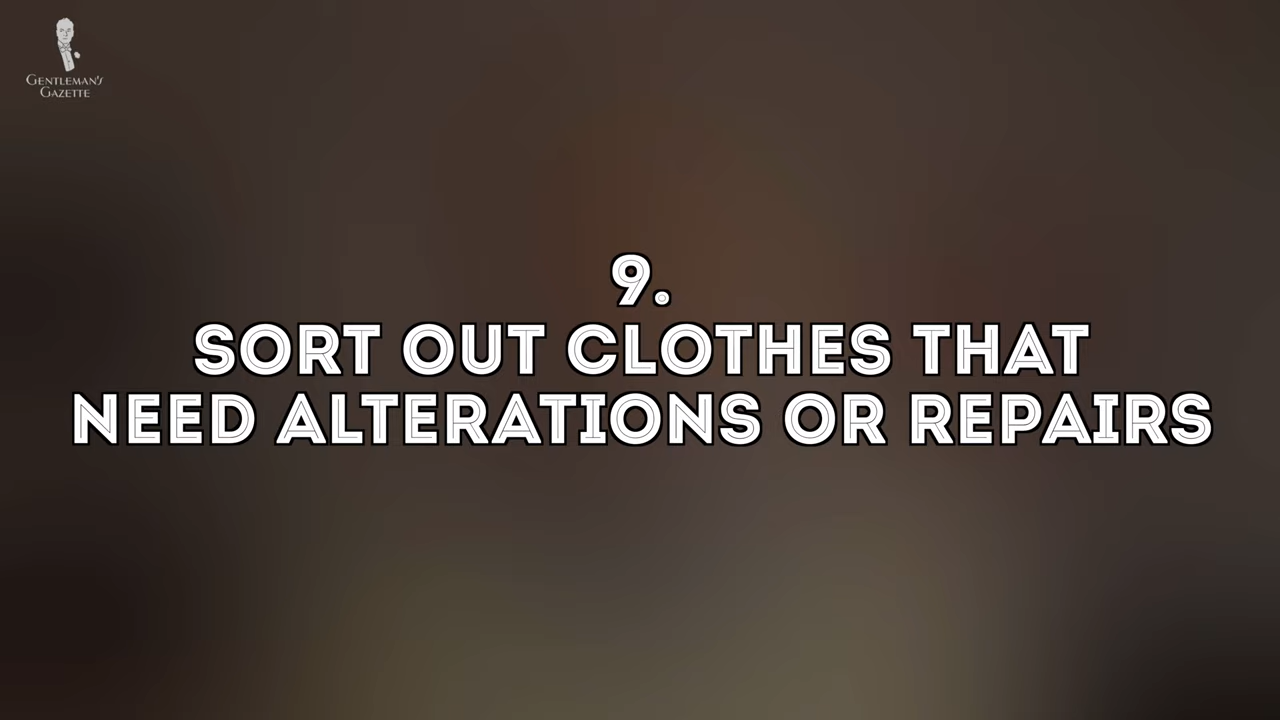 GENTLEMAN'S
GAZETTE
9.
SORT OUT CLOTHES THAT
NEED ALTERATIONS OR REPAIRS